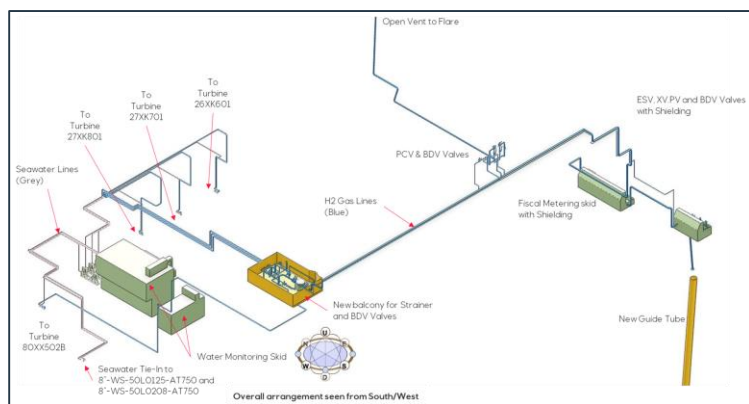 Open Vent to Flare
To
Turbine
26XK601
To
Turbine
27XK701
To
Turbine
27XK801
ESV, XV,PV and BDV Valves
with Shielding
PCV & BDV Valves
Seawater Lines
(Grey)
H2 Gas Lines
(Blue)
Fiscal Metering skid
with Shielding
New balcony for Strainer
and BDV Valves
New Guide Tube
To
Turbine
80XX502B
Water Monitoring Skid
Seawater Tie-In to
8"-WS-50L0125-AT750 and
8"-WS-50L0208-AT750
U
N
E
W
S
D
Overall arrangement seen from South/West